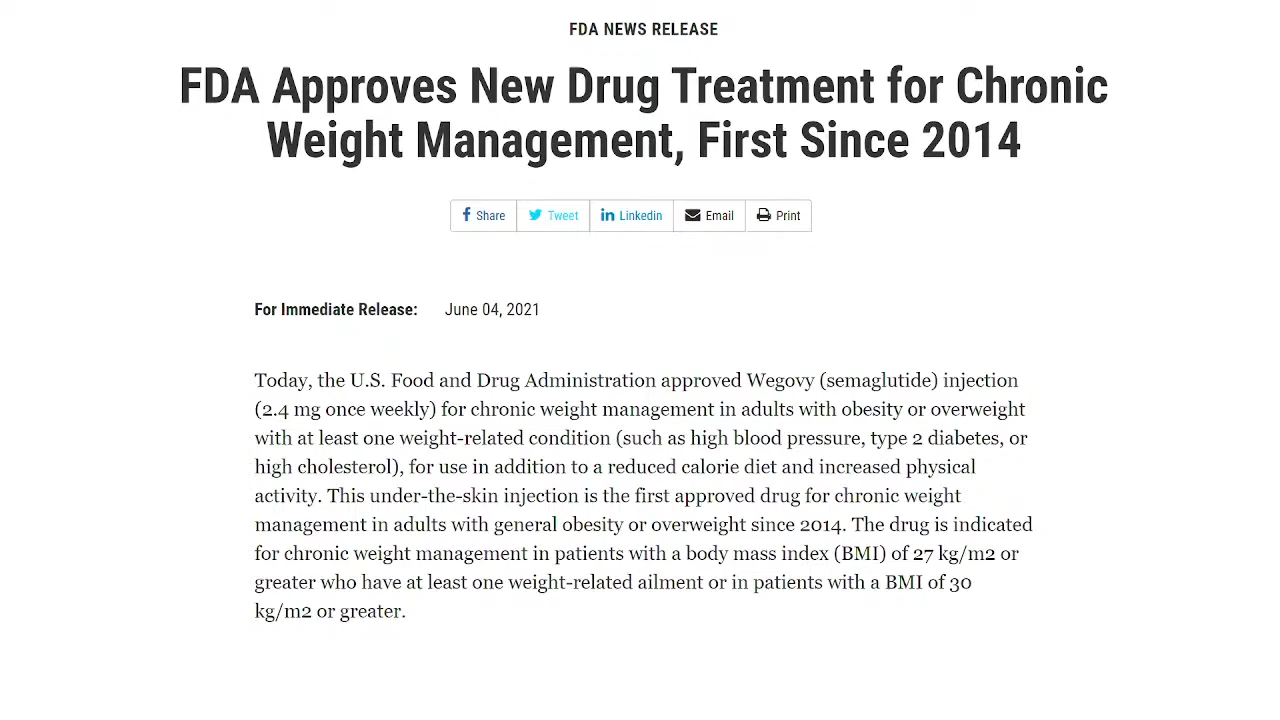 FDA NEWS RELEASE
FDA Approves New Drug Treatment for Chronic
Weight Management, First Since 2014
Share Tweet Linkedin Email Print
For Immediate Release: June 04, 2021
Today, the U.S. Food and Drug Administration approved Wegovy (semaglutide) injection
(2.4 mg once weekly) for chronic weight management in adults with obesity or overweight
with at least one weight-related condition (such as high blood pressure, type 2 diabetes, or
high cholesterol), for use in addition to a reduced calorie diet and increased physical
activity. This under-the-skin injection is the first approved drug for chronic weight
management in adults with general obesity or overweight since 2014. The drug is indicated
for chronic weight management in patients with a body mass index (BMI) of 27 kg/m2 or
greater who have at least one weight-related ailment or in patients with a BMI of 30
kg/m2 or greater.